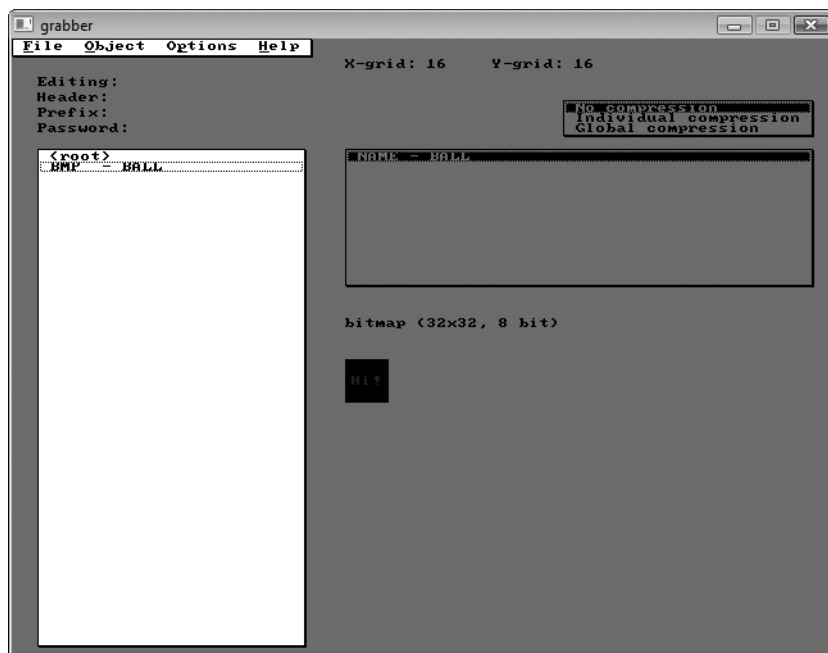 grabber
File Object Options Help
X-grid: 16 Y-grid: 16
Editing:
Header:
Prefix:
Password:
No compression
Individual compression
Global compression
<root>
BMP - BALL
NAME - BALL
bitmap (32x32, 8 bit)
Hi!